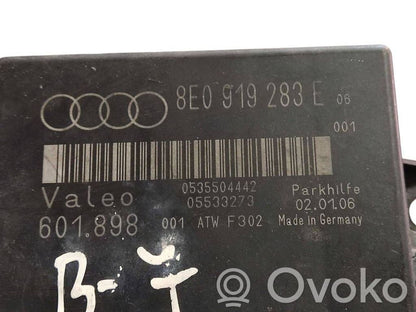 8E0 919 283 E 06
001
0535504442
Valeo 05533273 Parkhilfe
02.01.06
601.898 001 ATW F302 Made in Germany
B-Ť
Ovoko